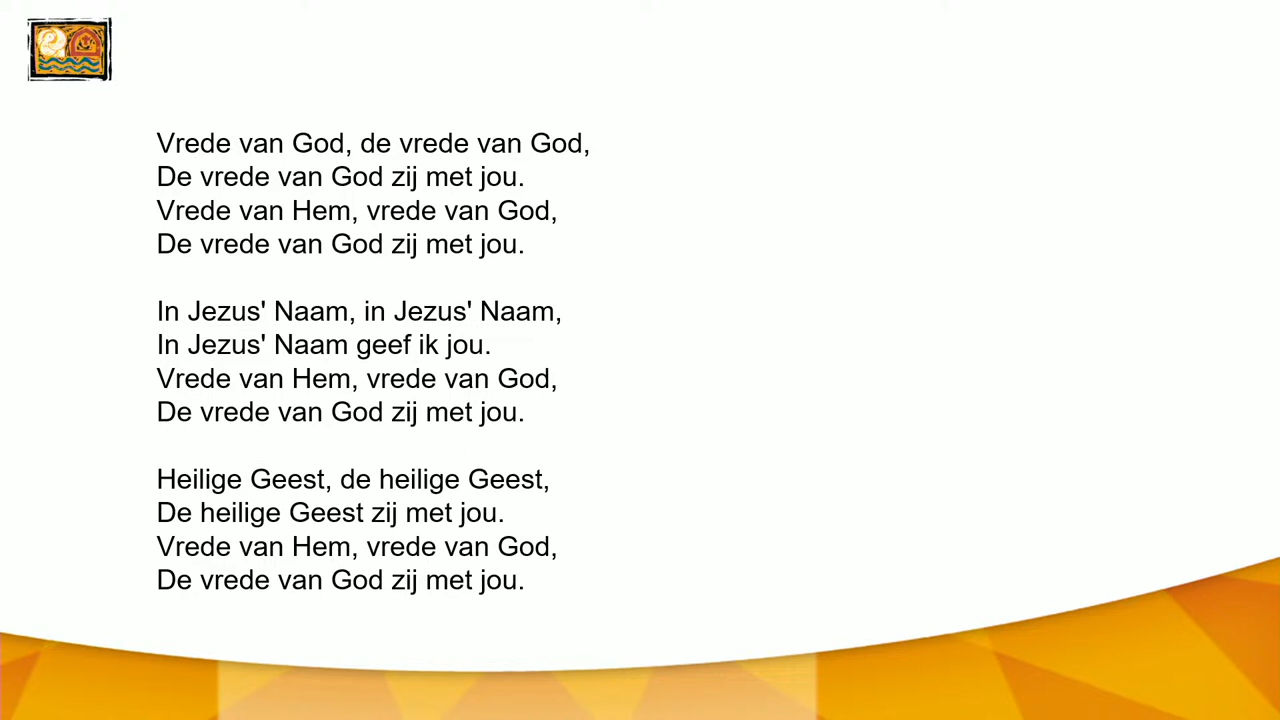 Vrede van God, de vrede van God,
De vrede van God zij met jou.
Vrede van Hem, vrede van God,
De vrede van God zij met jou.
In Jezus' Naam, in Jezus' Naam,
In Jezus' Naam geef ik jou.
Vrede van Hem, vrede van God,
De vrede van God zij met jou.
Heilige Geest, de heilige Geest,
De heilige Geest zij met jou.
Vrede van Hem, vrede van God,
De vrede van God zij met jou.